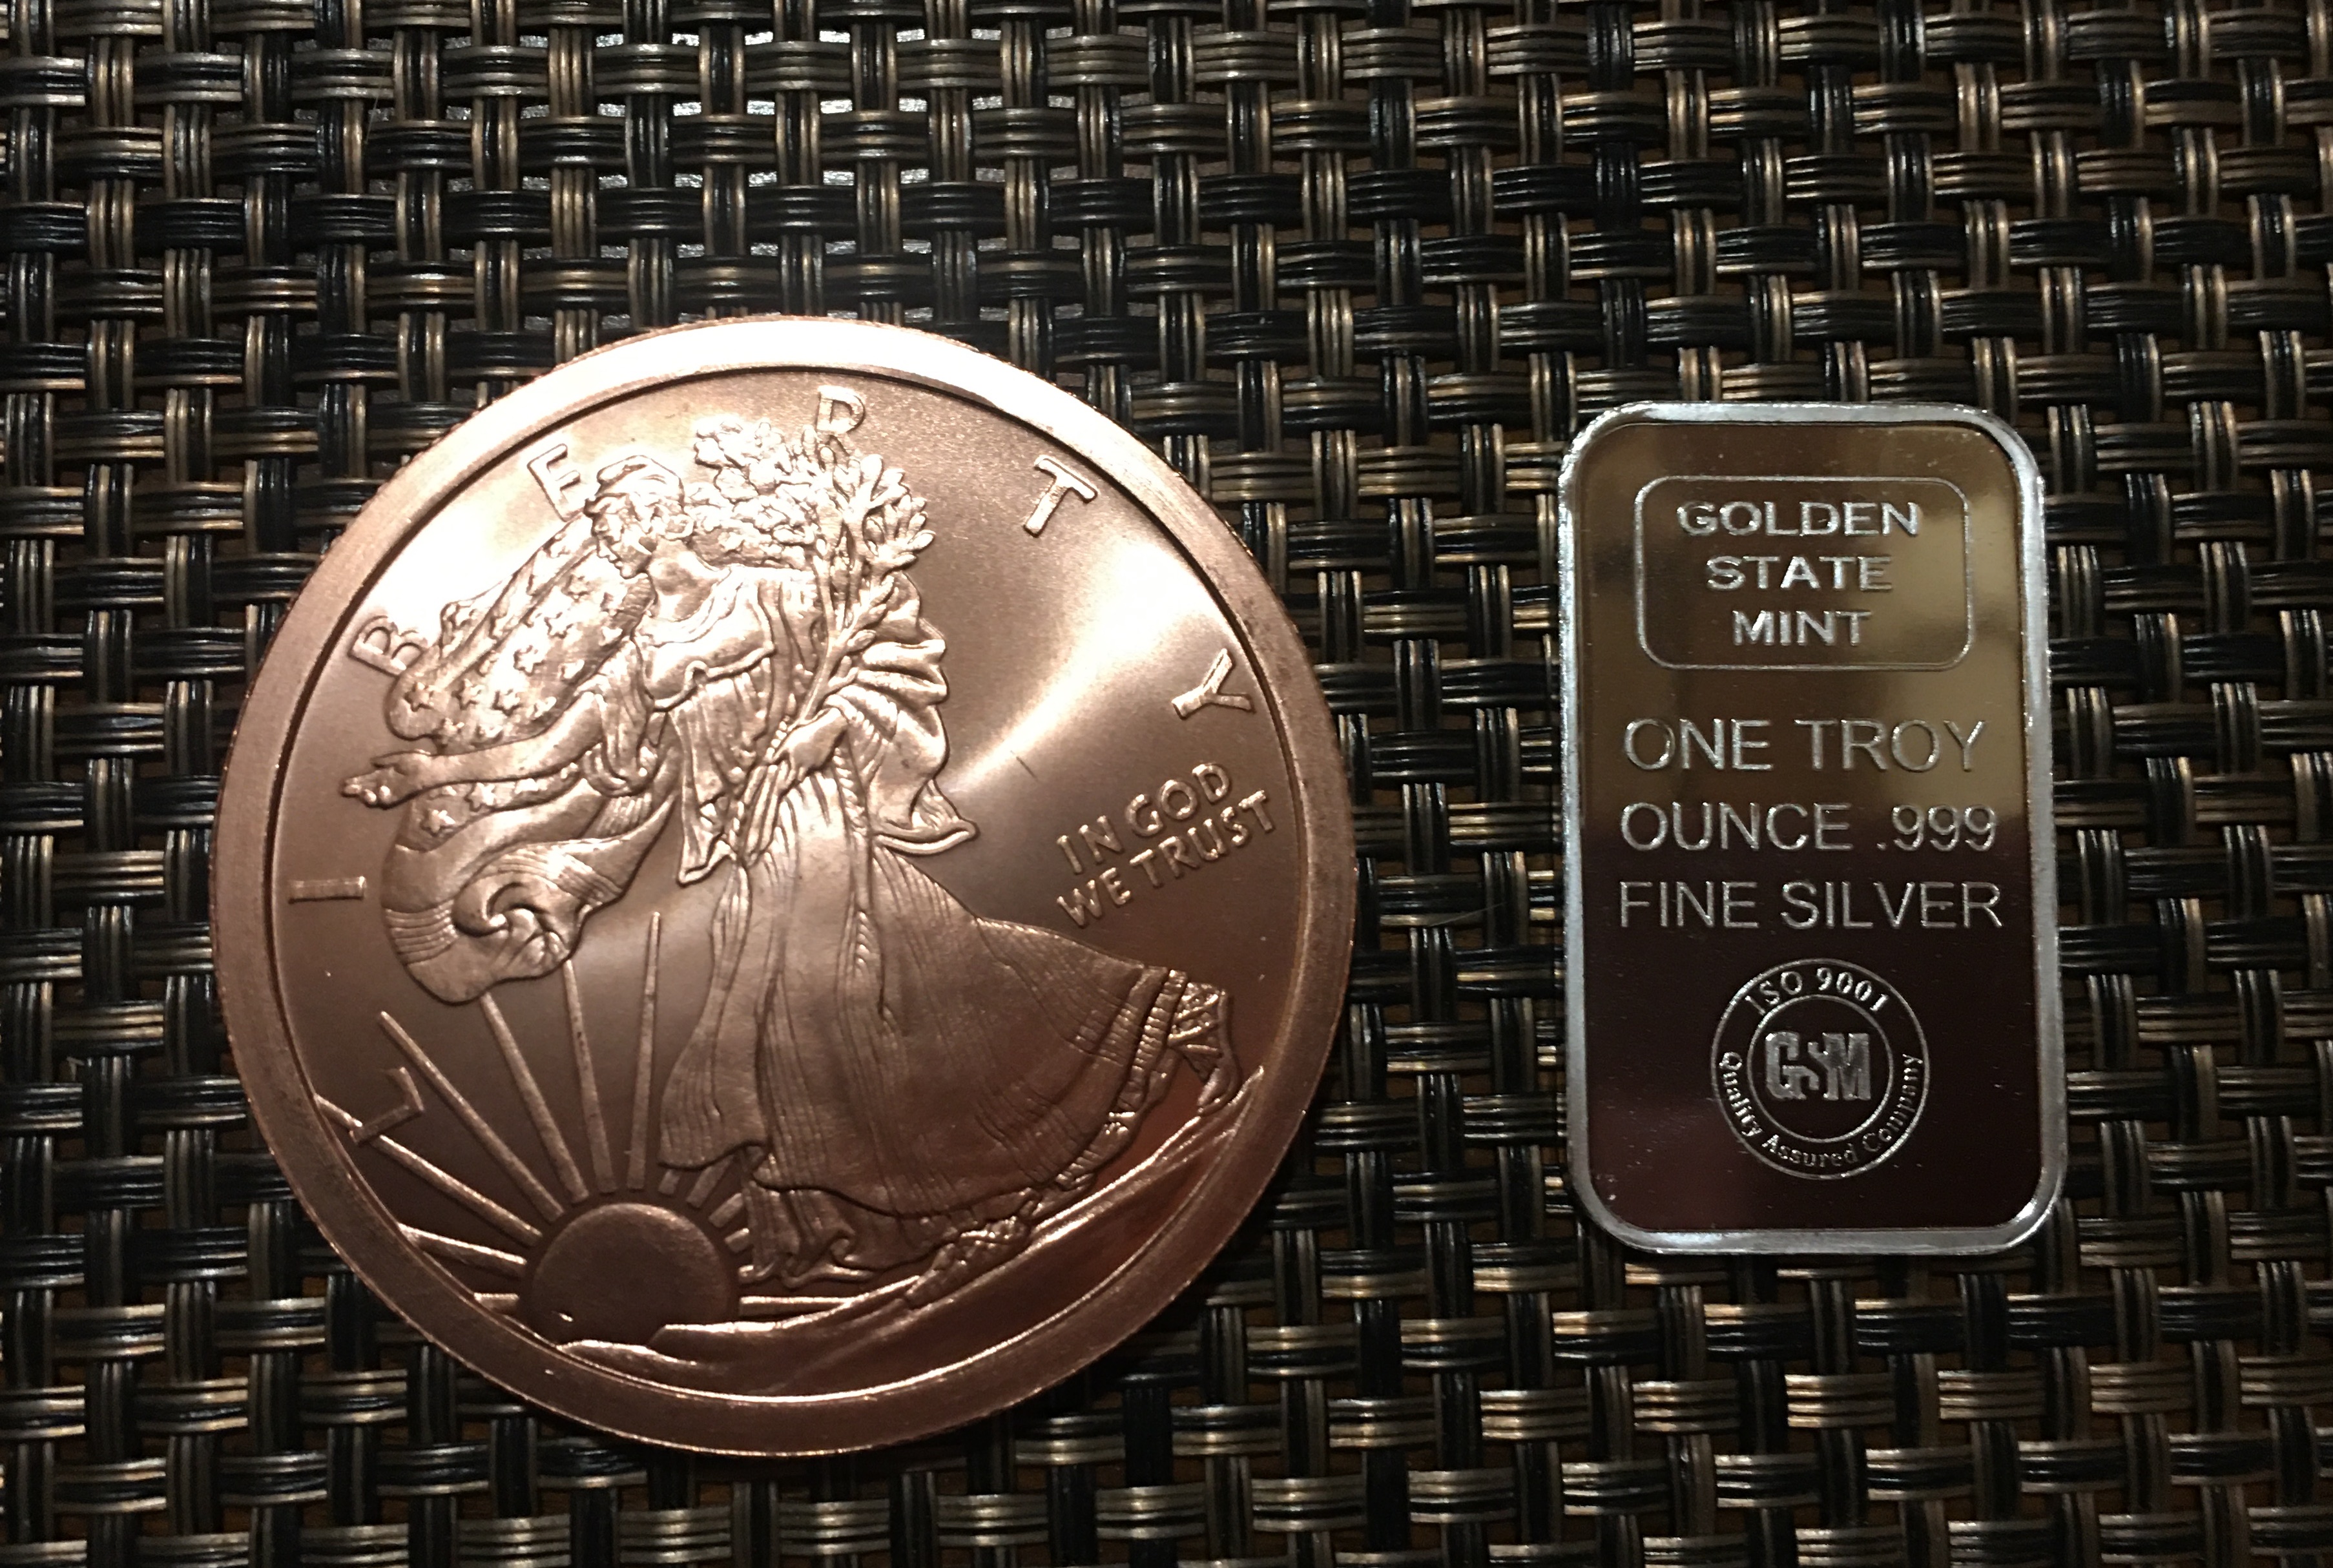 LIBERTY
IN GOD
WE TRUST
GOLDEN
STATE
MINT
ONE TROY
OUNCE .999
FINE SILVER
ISO 9001
GSM
Quality Assured Company